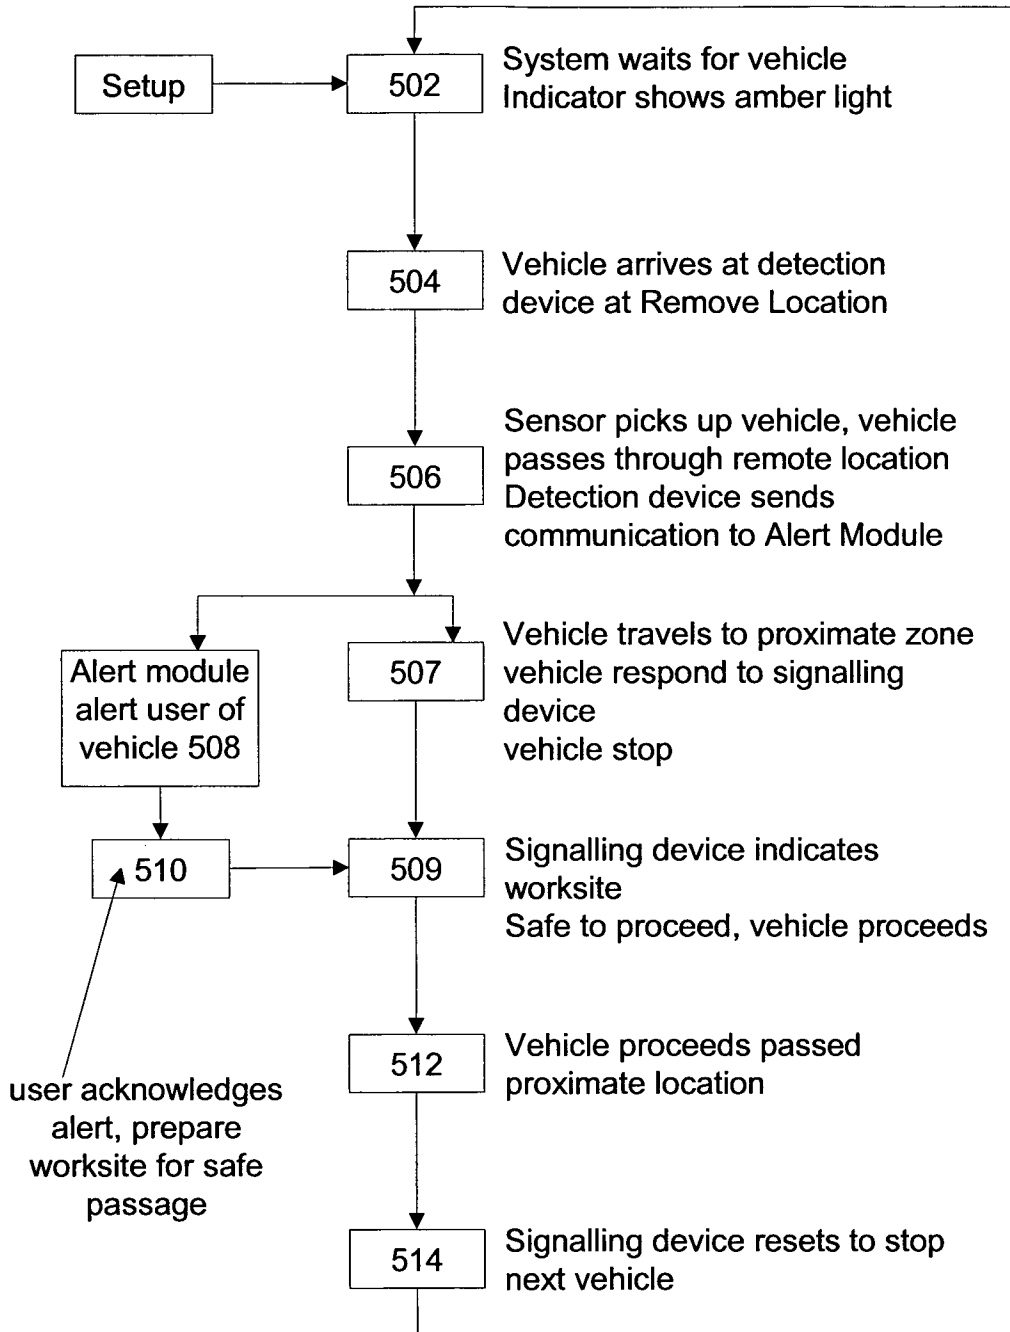 Setup
502
System waits for vehicle
Indicator shows amber light
504
Vehicle arrives at detection
device at Remove Location
506
Sensor picks up vehicle, vehicle
passes through remote location
Detection device sends
communication to Alert Module
Alert module
alert user of
vehicle 508
507
Vehicle travels to proximate zone
vehicle respond to signalling
device
vehicle stop
510
509
Signalling device indicates
worksite
Safe to proceed, vehicle proceeds
user acknowledges
alert, prepare
worksite for safe
passage
512
Vehicle proceeds passed
proximate location
514
Signalling device resets to stop
next vehicle